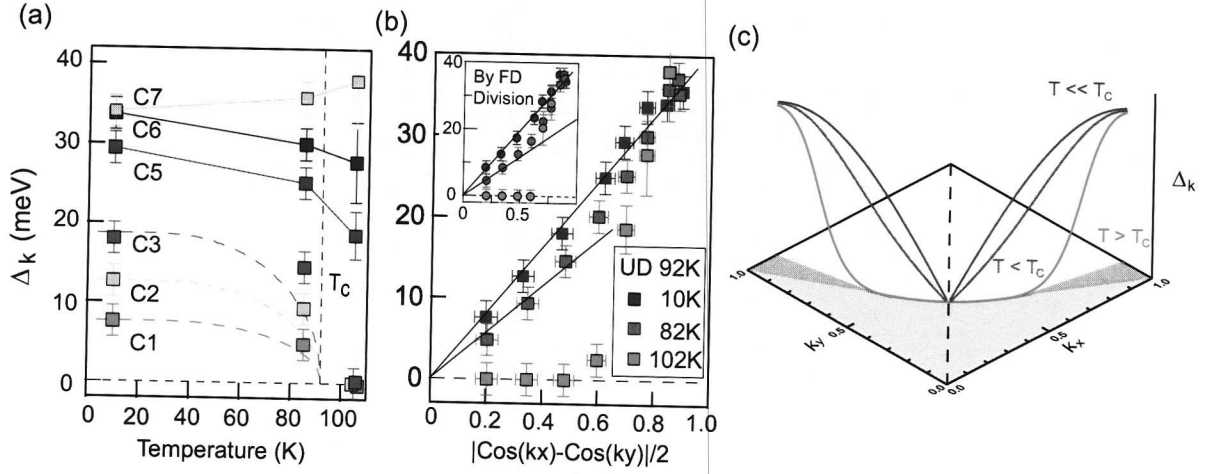 (a)
40
30
20
10
0
Δk (meV)
C7
C6
C5
C3
C2
C1
Tc
0 20 40 60 80 100
Temperature (K)
(b)
40
30
20
10
0
By FD
Division
40
20
0
0 0.5
UD 92K
10K
82K
102K
0 0.2 0.4 0.6 0.8 1.0
|Cos(kx)-Cos(ky)|/2
(c)
T << Tc
Δk
T > Tc
T < Tc
1.0
0.5
0.0
ky
0.0
0.5
1.0
kx